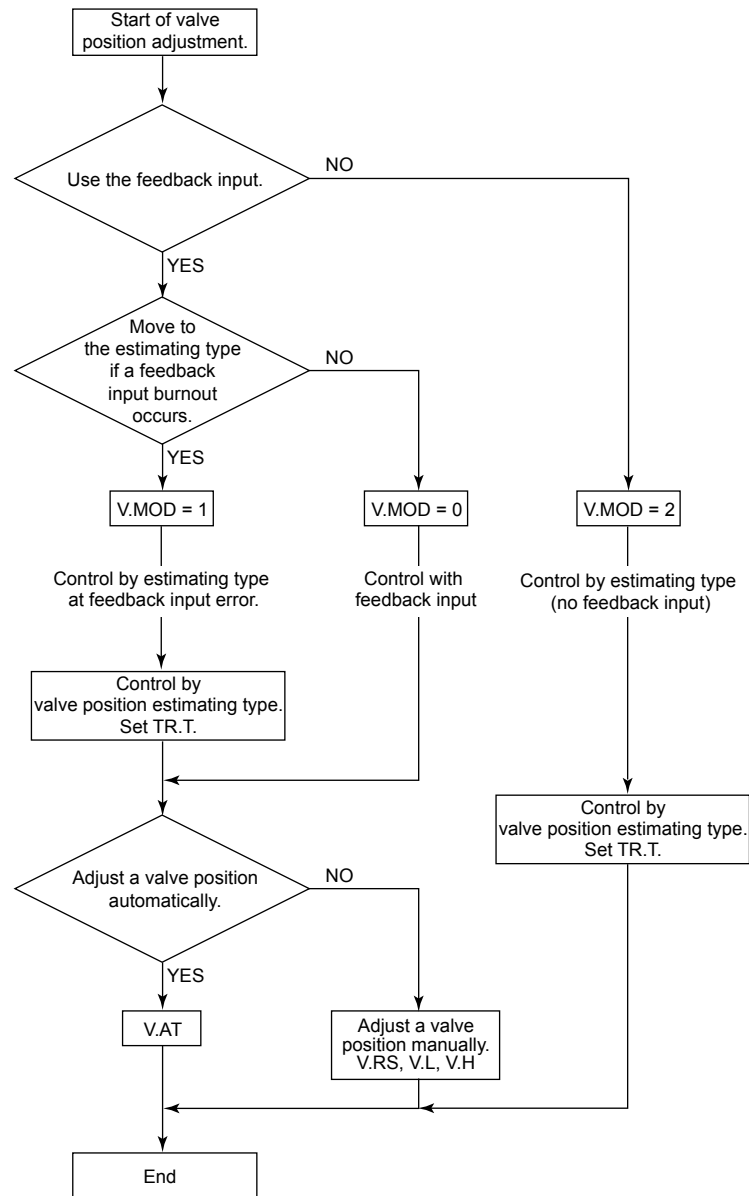 Start of valve
position adjustment.
Use the feedback input.
NO
YES
Move to
the estimating type
if a feedback
input burnout
occurs.
NO
YES
V.MOD = 1
V.MOD = 0
V.MOD = 2
Control by estimating type
at feedback input error.
Control with
feedback input
Control by estimating type
(no feedback input)
Control by
valve position estimating type.
Set TR.T.
Control by
valve position estimating type.
Set TR.T.
Adjust a valve position
automatically.
NO
YES
V.AT
Adjust a valve
position manually.
V.RS, V.L, V.H
End